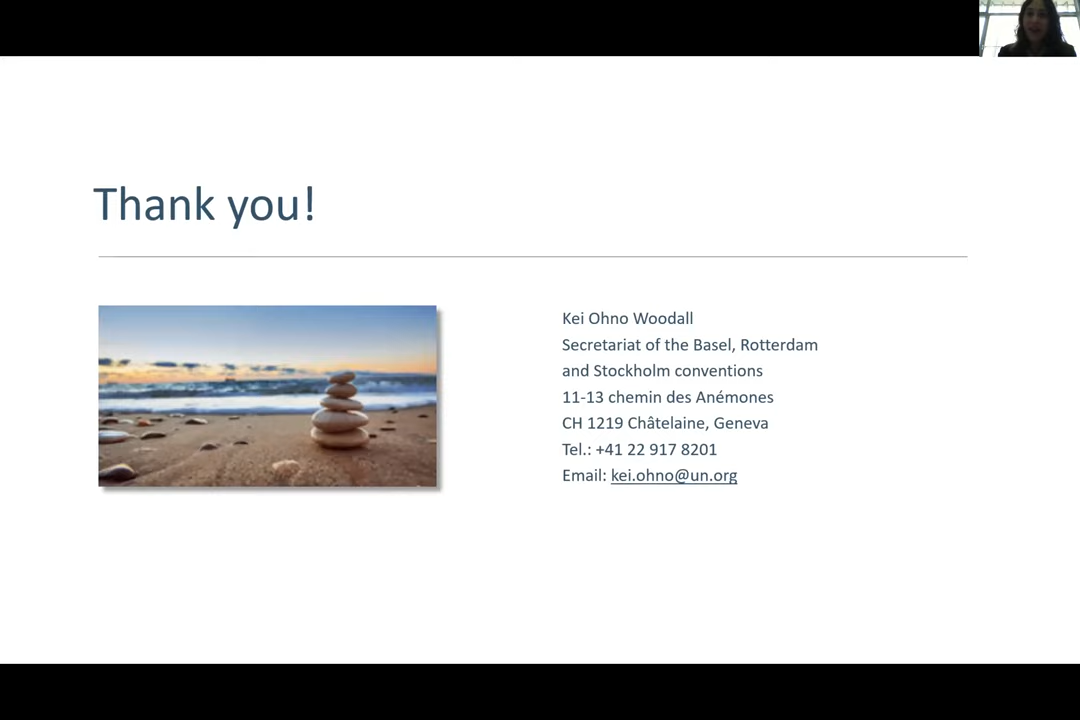 Thank you!
Kei Ohno Woodall
Secretariat of the Basel, Rotterdam
and Stockholm conventions
11-13 chemin des Anémones
CH 1219 Châtelaine, Geneva
Tel.: +41 22 917 8201
Email: kei.ohno@un.org